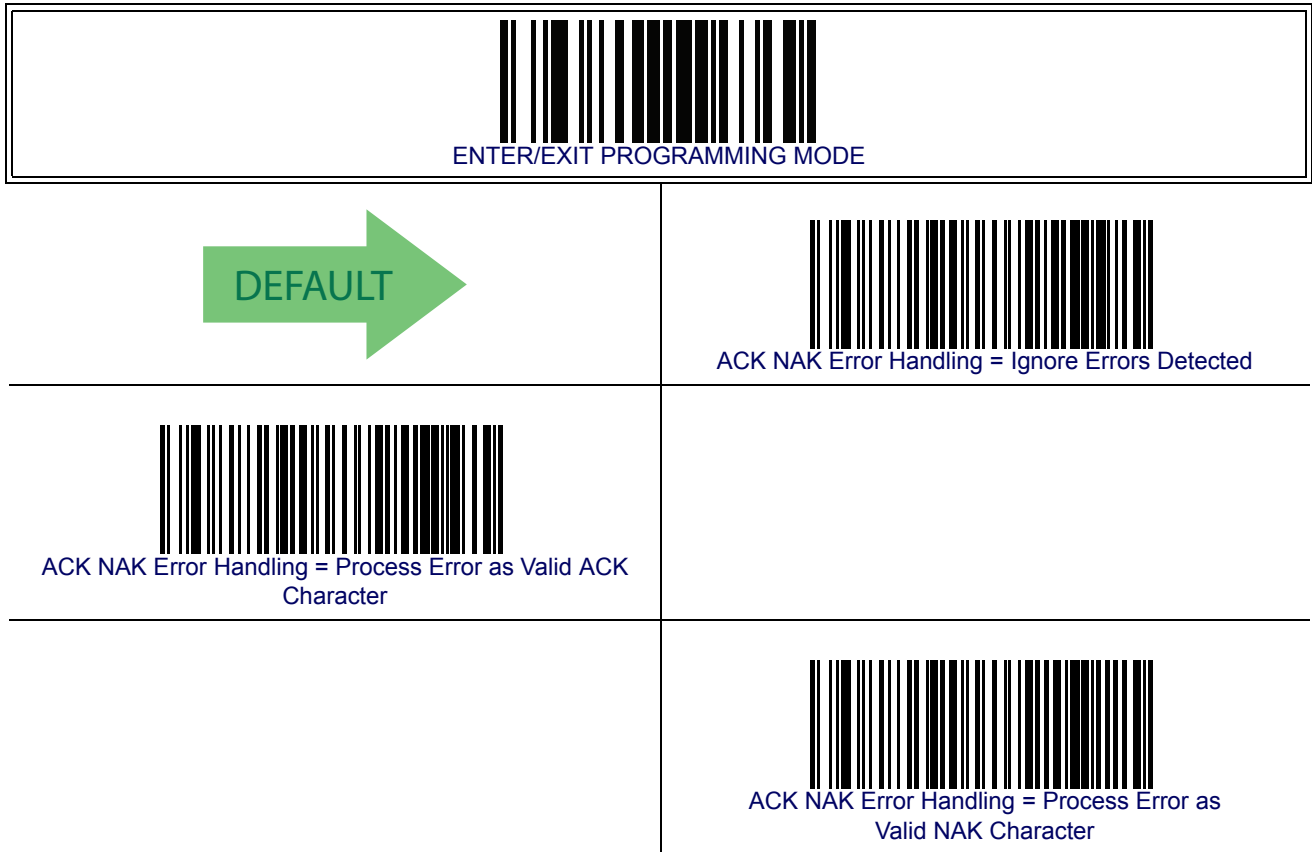 ENTER/EXIT PROGRAMMING MODE
DEFAULT
ACK NAK Error Handling = Ignore Errors Detected
ACK NAK Error Handling = Process Error as Valid ACK
Character
ACK NAK Error Handling = Process Error as
Valid NAK Character